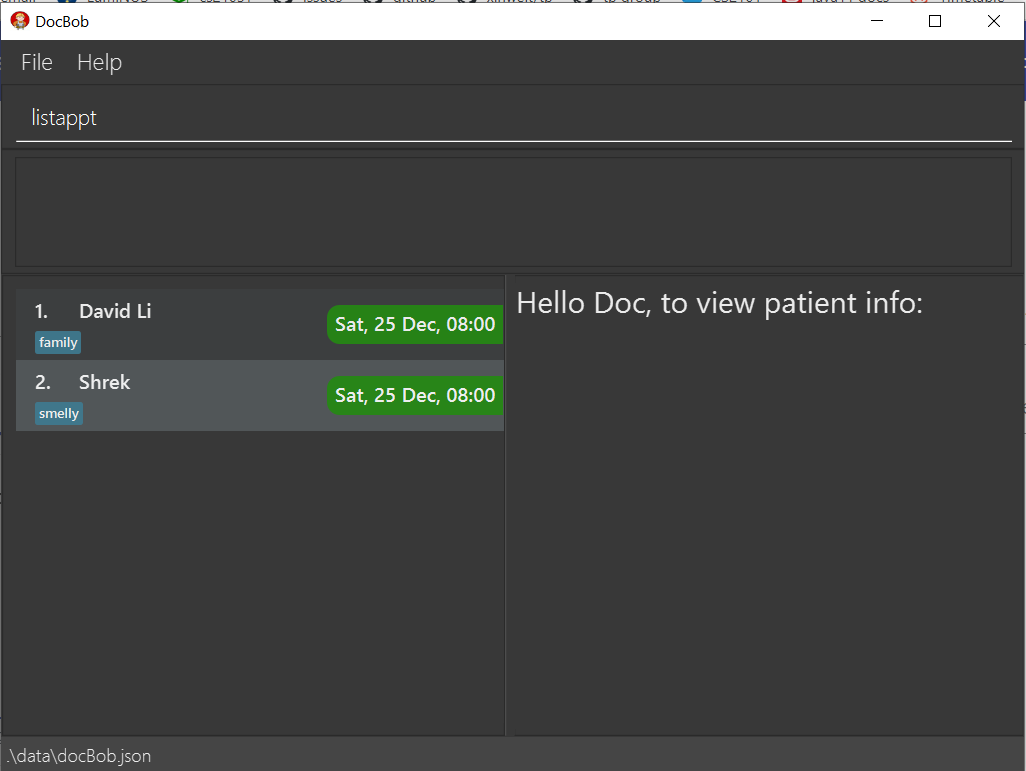 DocBob
File Help
listappt
1. David Li
Sat, 25 Dec, 08:00
family
2. Shrek
Sat, 25 Dec, 08:00
smelly
Hello Doc, to view patient info:
.\data\docBob.json